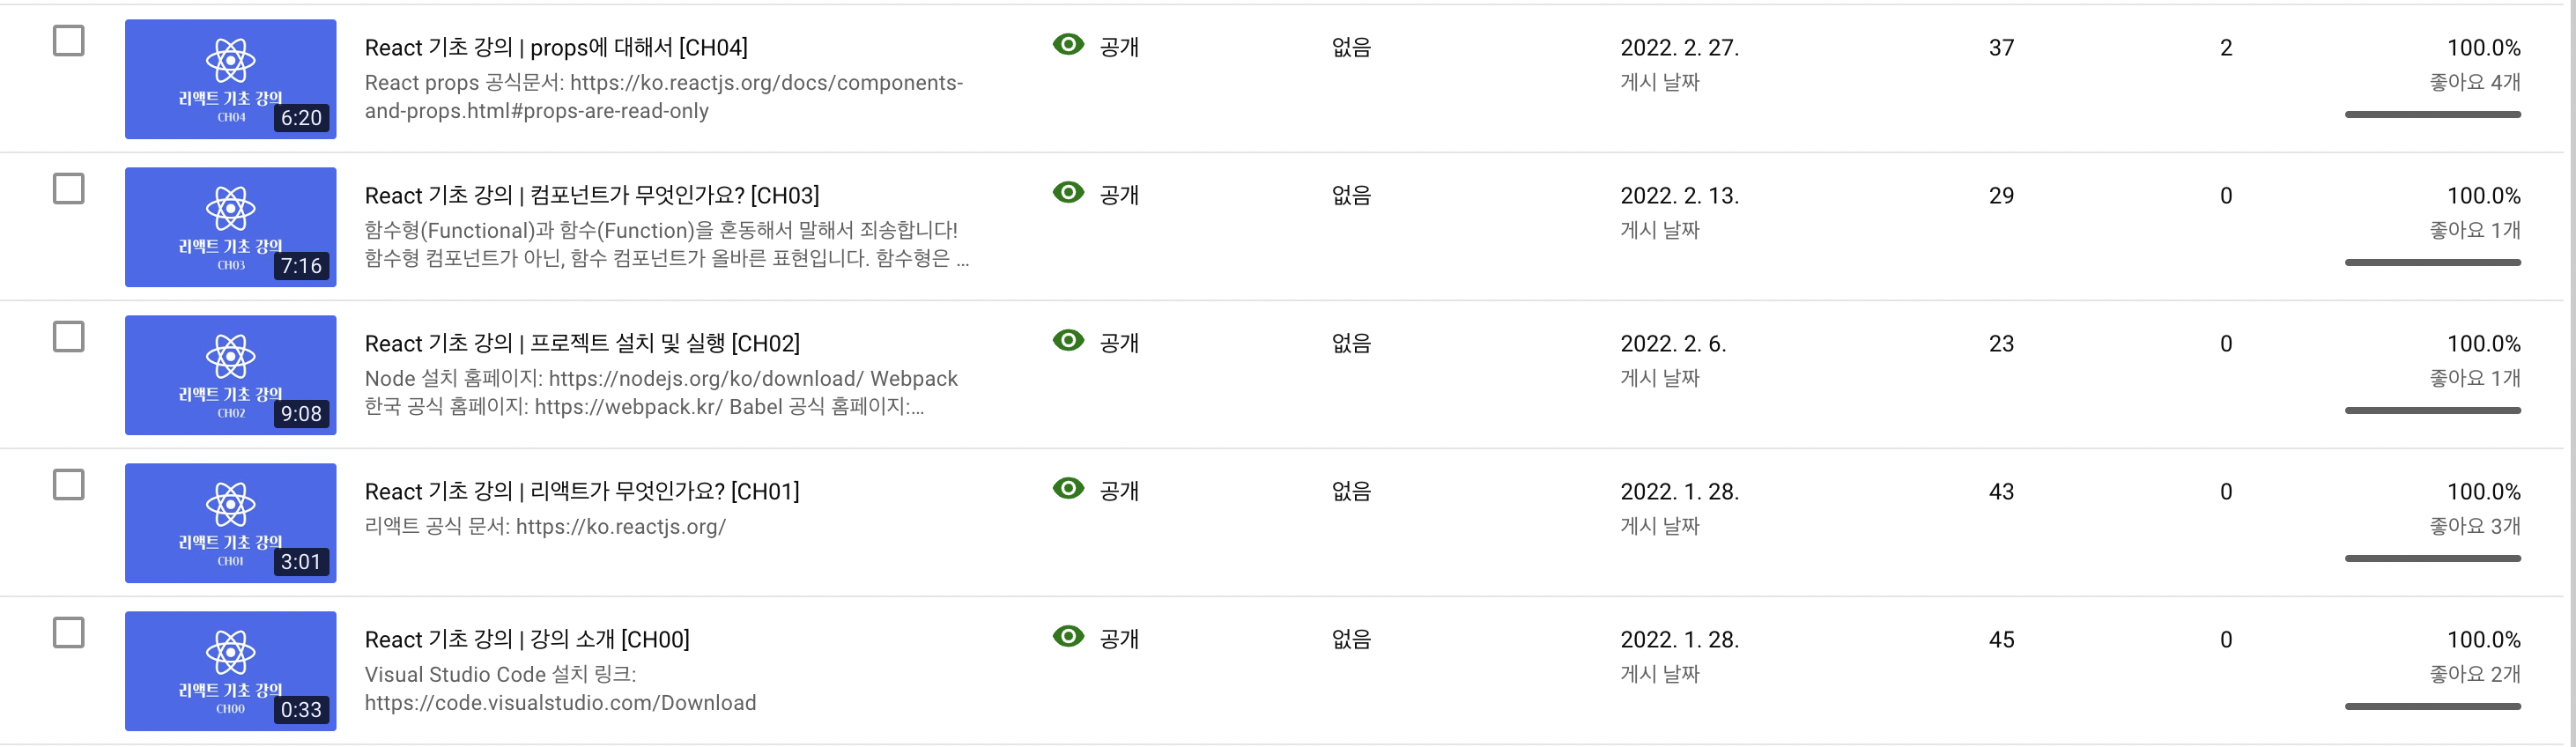 React 기초 강의 | props에 대해서 [CH04]
React props 공식문서: https://ko.reactjs.org/docs/components-
and-props.html#props-are-read-only
리액트 기초 강의
CH04
6:20
공개
없음
2022. 2. 27.
게시 날짜
37
2
100.0%
좋아요 4개
React 기초 강의 | 컴포넌트가 무엇인가요? [CH03]
함수형(Functional)과 함수(Function)을 혼동해서 말해서 죄송합니다!
함수형 컴포넌트가 아닌, 함수 컴포넌트가 올바른 표현입니다. 함수형은 ...
리액트 기초 강의
CH03
7:16
공개
없음
2022. 2. 13.
게시 날짜
29
0
100.0%
좋아요 1개
React 기초 강의 | 프로젝트 설치 및 실행 [CH02]
Node 설치 홈페이지: https://nodejs.org/ko/download/ Webpack
한국 공식 홈페이지: https://webpack.kr/ Babel 공식 홈페이지:...
리액트 기초 강의
CH02
9:08
공개
없음
2022. 2. 6.
게시 날짜
23
0
100.0%
좋아요 1개
React 기초 강의 | 리액트가 무엇인가요? [CH01]
리액트 공식 문서: https://ko.reactjs.org/
리액트 기초 강의
CH01
3:01
공개
없음
2022. 1. 28.
게시 날짜
43
0
100.0%
좋아요 3개
React 기초 강의 | 강의 소개 [CH00]
Visual Studio Code 설치 링크:
https://code.visualstudio.com/Download
리액트 기초 강의
CH00
0:33
공개
없음
2022. 1. 28.
게시 날짜
45
0
100.0%
좋아요 2개